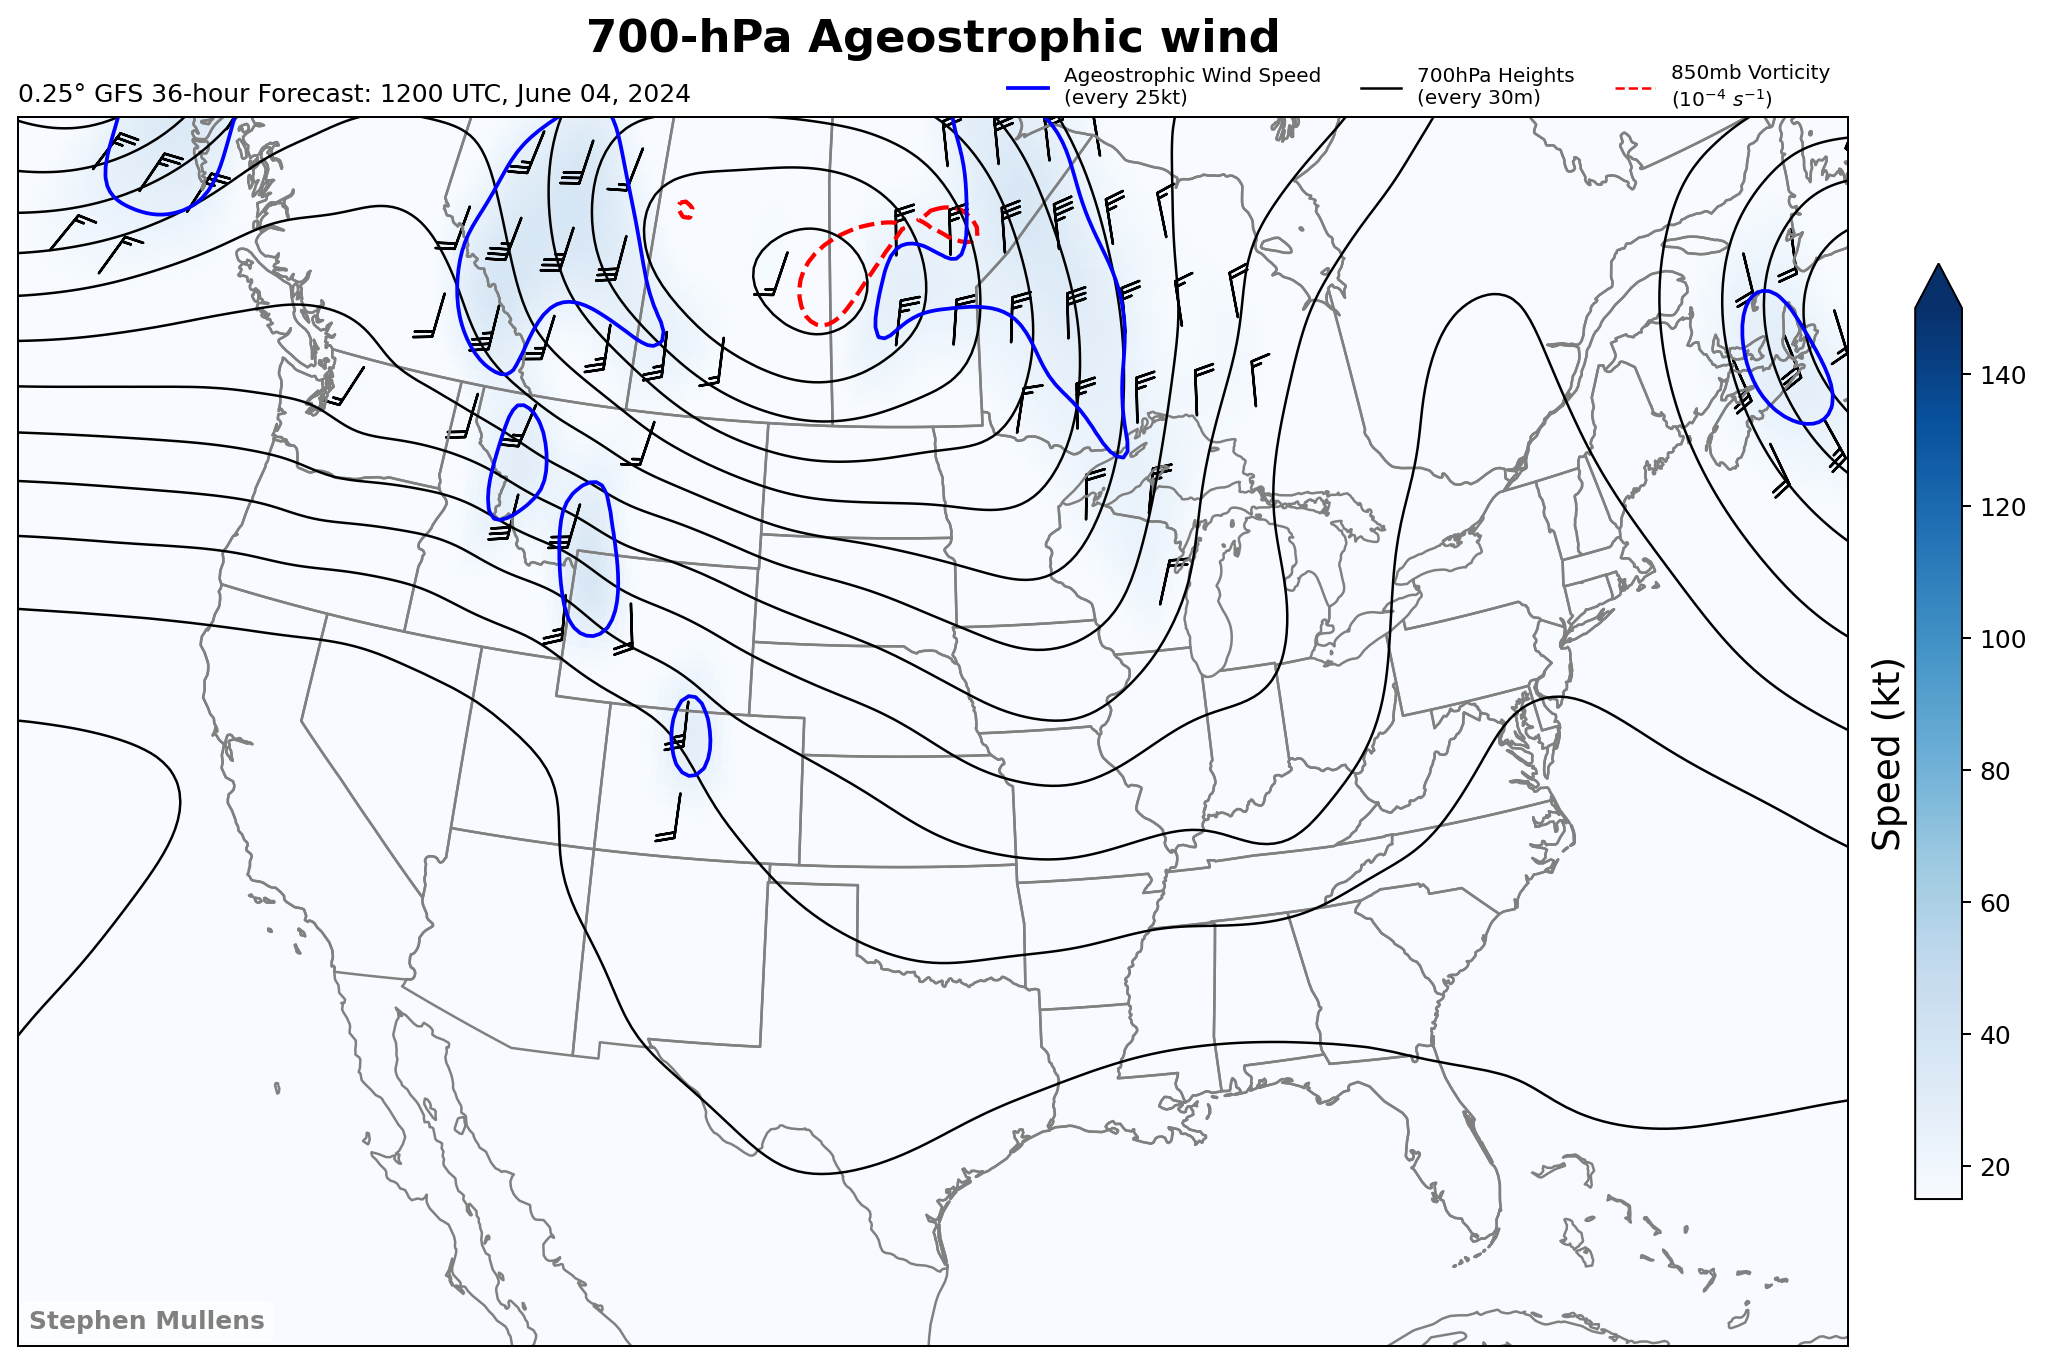 700-hPa Ageostrophic wind
0.25° GFS 36-hour Forecast: 1200 UTC, June 04, 2024
Ageostrophic Wind Speed
(every 25kt)
700hPa Heights
(every 30m)
850mb Vorticity
(10⁻⁴ s⁻¹)
140
120
100
80
60
40
20
Speed (kt)
Stephen Mullens